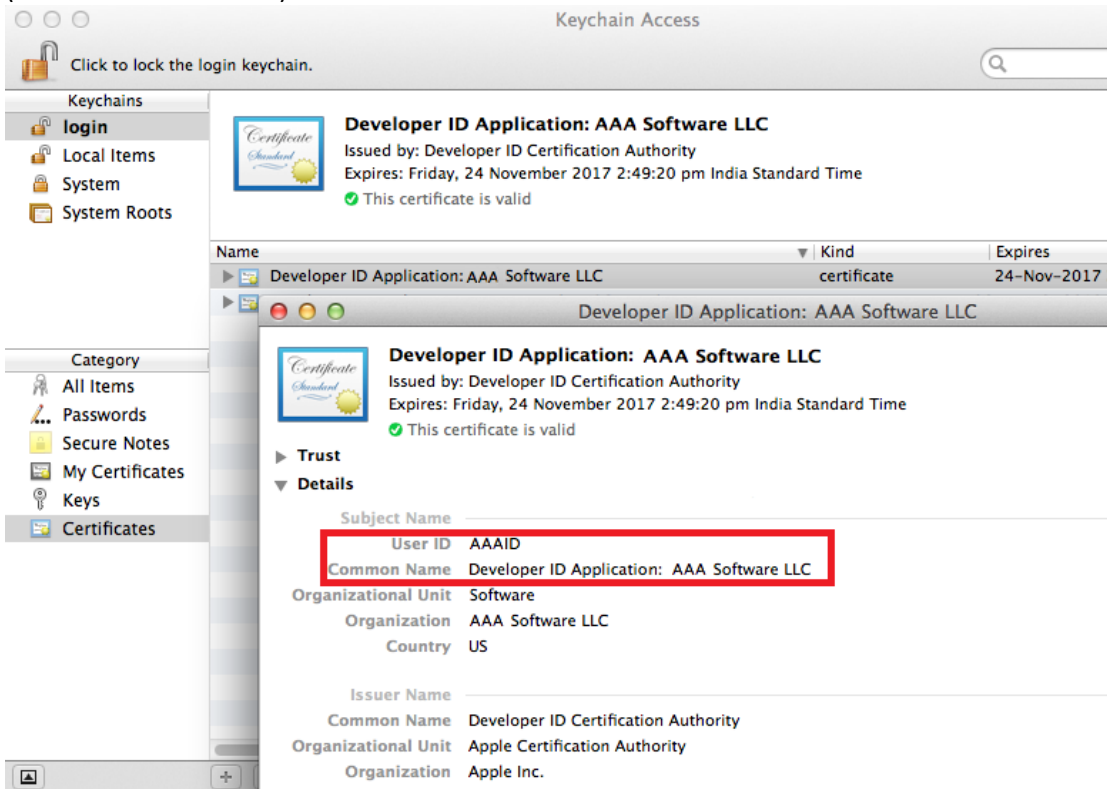 Keychain Access
Click to lock the login keychain.
Keychains
login
Local Items
System
System Roots
Certificate
Standard
Developer ID Application: AAA Software LLC
Issued by: Developer ID Certification Authority
Expires: Friday, 24 November 2017 2:49:20 pm India Standard Time
This certificate is valid
Name Kind Expires
Developer ID Application: AAA Software LLC certificate 24-Nov-2017
Category
All Items
Passwords
Secure Notes
My Certificates
Keys
Certificates
Developer ID Application: AAA Software LLC
Certificate
Standard
Developer ID Application: AAA Software LLC
Issued by: Developer ID Certification Authority
Expires: Friday, 24 November 2017 2:49:20 pm India Standard Time
This certificate is valid
Trust
Details
Subject Name
User ID AAAID
Common Name Developer ID Application: AAA Software LLC
Organizational Unit Software
Organization AAA Software LLC
Country US
Issuer Name
Common Name Developer ID Certification Authority
Organizational Unit Apple Certification Authority
Organization Apple Inc.